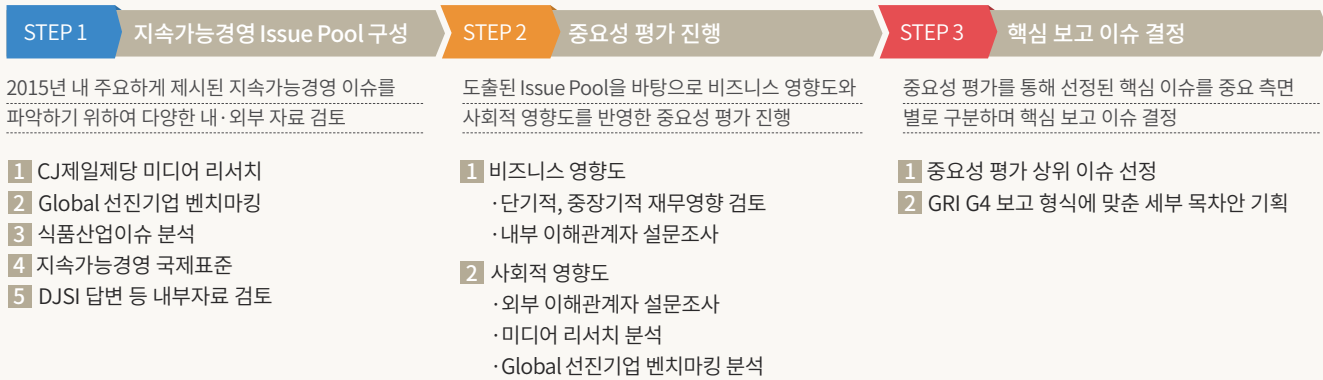 STEP 1 지속가능경영 Issue Pool 구성
2015년 내 주요하게 제시된 지속가능경영 이슈를
파악하기 위하여 다양한 내·외부 자료 검토
1 CJ제일제당 미디어 리서치
2 Global 선진기업 벤치마킹
3 식품산업이슈 분석
4 지속가능경영 국제표준
5 DJSI 답변 등 내부자료 검토
STEP 2 중요성 평가 진행
도출된 Issue Pool을 바탕으로 비즈니스 영향도와
사회적 영향도를 반영한 중요성 평가 진행
1 비즈니스 영향도
·단기적, 중장기적 재무영향 검토
·내부 이해관계자 설문조사
2 사회적 영향도
·외부 이해관계자 설문조사
·미디어 리서치 분석
·Global 선진기업 벤치마킹 분석
STEP 3 핵심 보고 이슈 결정
중요성 평가를 통해 선정된 핵심 이슈를 중요 측면
별로 구분하며 핵심 보고 이슈 결정
1 중요성 평가 상위 이슈 선정
2 GRI G4 보고 형식에 맞춘 세부 목차안 기획